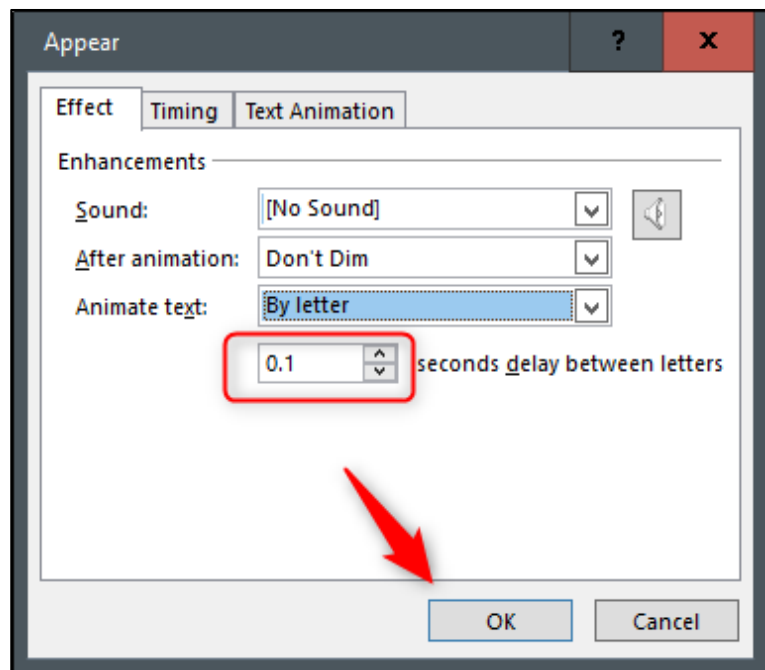 Appear ? x
Effect Timing Text Animation
Enhancements
Sound: [No Sound]
After animation: Don't Dim
Animate text: By letter
0.1 seconds delay between letters
OK Cancel